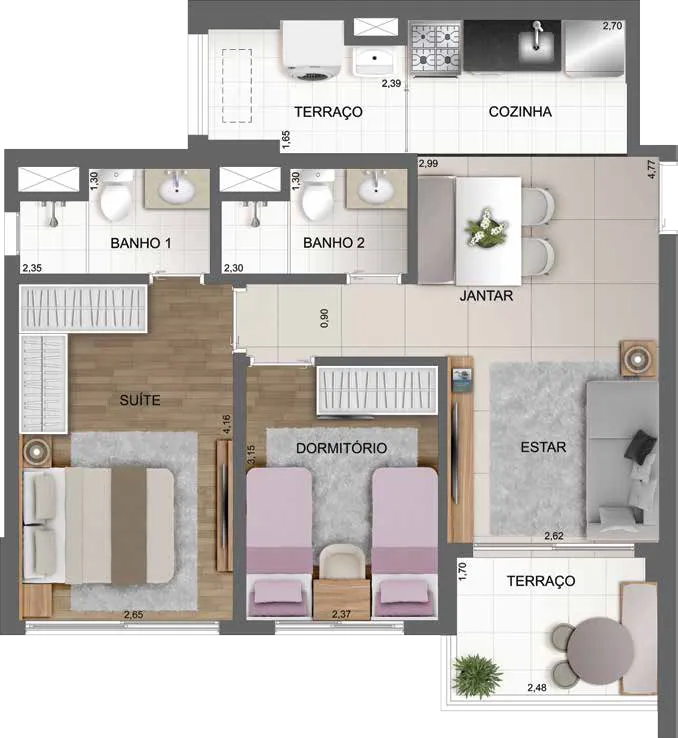 2,70
2,39
TERRAÇO
COZINHA
1,65
2,99
4,77
1,30
1,30
BANHO 1
BANHO 2
2,35
2,30
JANTAR
0,90
SUÍTE
4,16
3,15
DORMITÓRIO
ESTAR
2,62
1,70
TERRAÇO
2,65
2,37
2,48